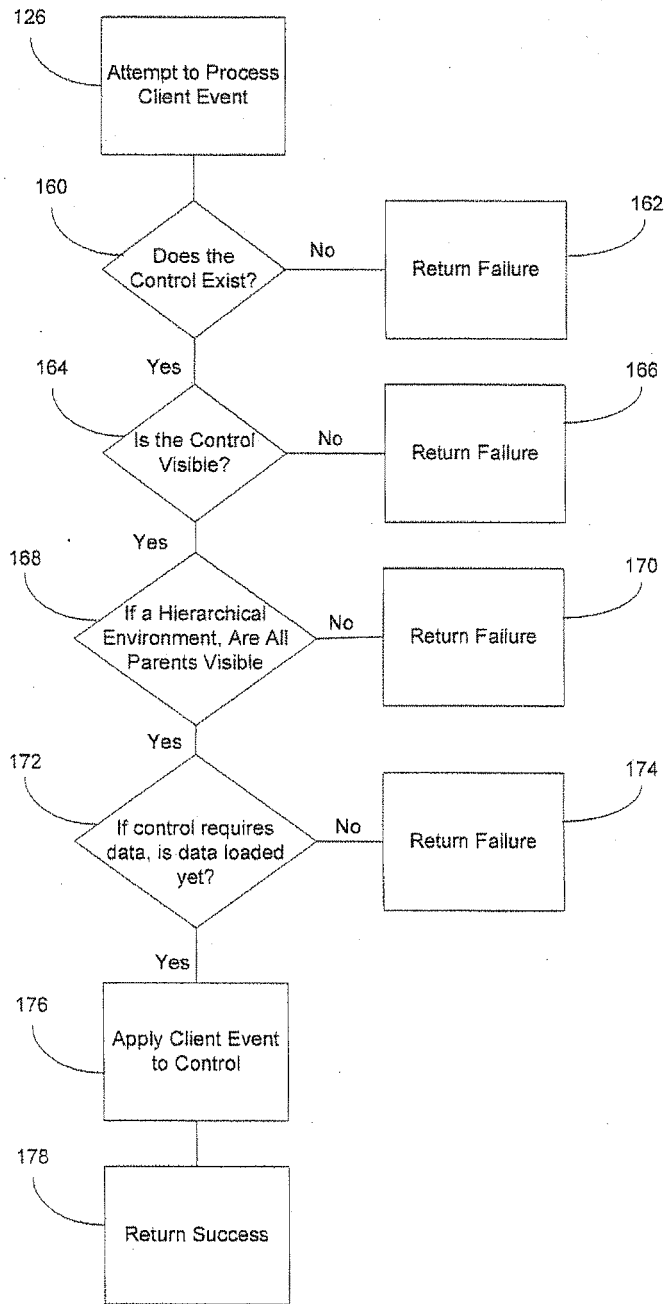 126
Attempt to Process
Client Event
160
Does the
Control Exist?
No
162
Return Failure
Yes
164
Is the Control
Visible?
No
166
Return Failure
Yes
168
If a Hierarchical
Environment, Are All
Parents Visible
No
170
Return Failure
Yes
172
If control requires
data, is data loaded
yet?
No
174
Return Failure
Yes
176
Apply Client Event
to Control
178
Return Success